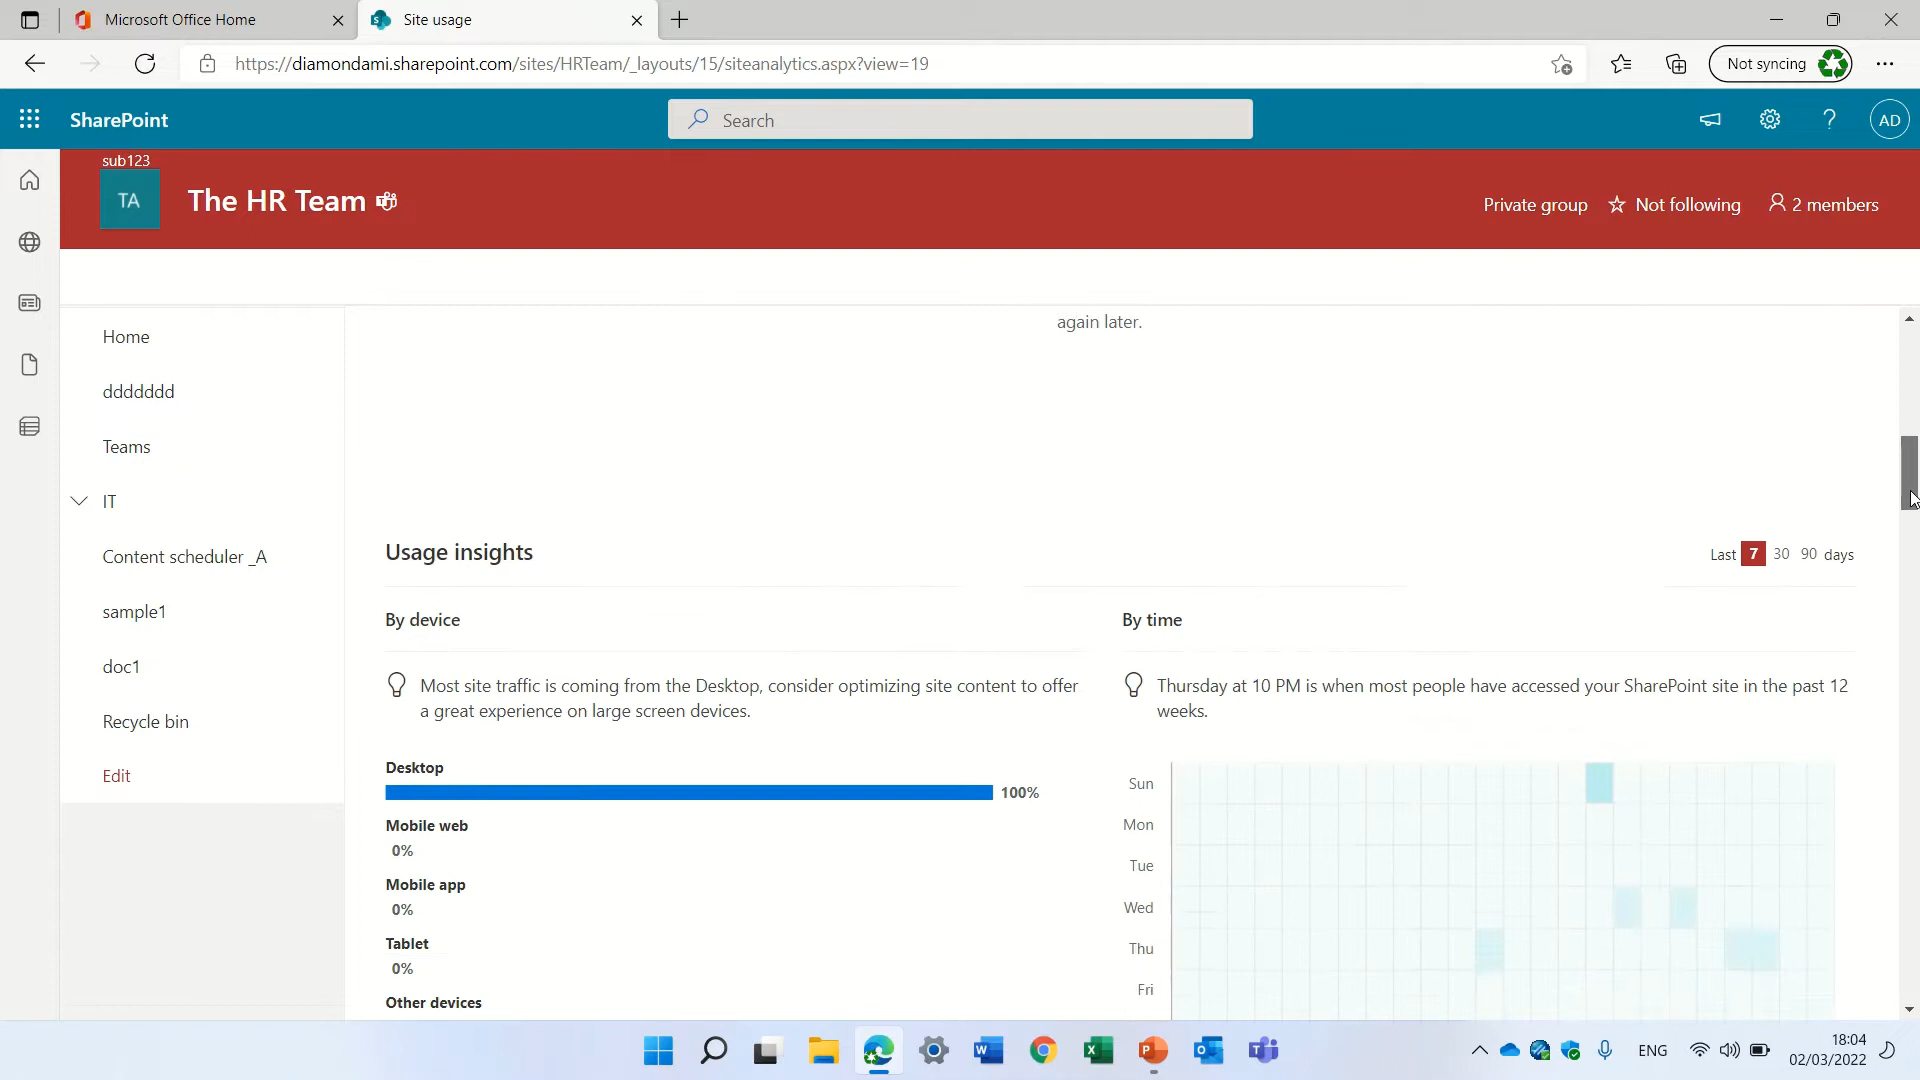 Microsoft Office Home
Site usage
https://diamondami.sharepoint.com/sites/HRTeam/_layouts/15/siteanalytics.aspx?view=19
Not syncing
SharePoint
Search
AD
sub123
TA
The HR Team
Private group
Not following
2 members
Home
ddddddd
Teams
IT
Content scheduler _A
sample1
doc1
Recycle bin
Edit
again later.
Usage insights
Last 7 30 90 days
By device
Most site traffic is coming from the Desktop, consider optimizing site content to offer
a great experience on large screen devices.
Desktop
100%
Mobile web
0%
Mobile app
0%
Tablet
0%
Other devices
By time
Thursday at 10 PM is when most people have accessed your SharePoint site in the past 12
weeks.
Sun
Mon
Tue
Wed
Thu
Fri
ENG
18:04
02/03/2022